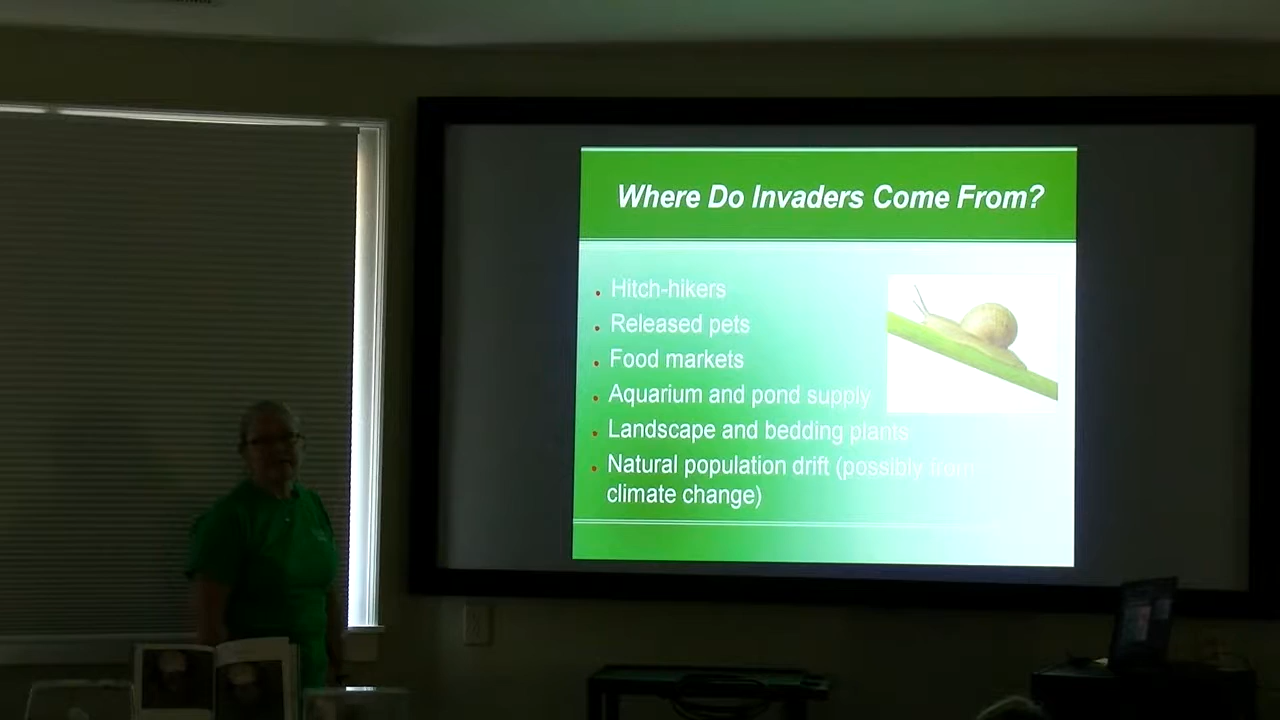 Where Do Invaders Come From?
Hitch-hikers
Released pets
Food markets
Aquarium and pond supply
Landscape and bedding plants
Natural population drift (possibly from
climate change)